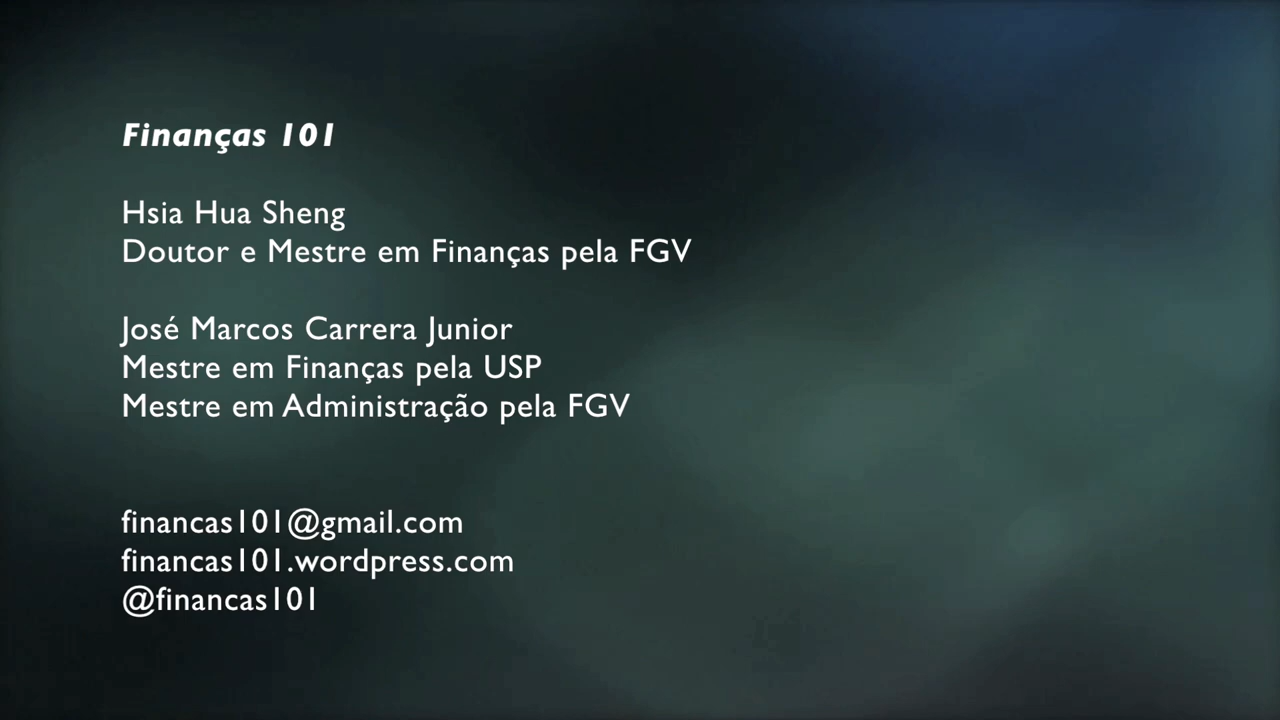 Finanças 101
Hsia Hua Sheng
Doutor e Mestre em Finanças pela FGV
José Marcos Carrera Junior
Mestre em Finanças pela USP
Mestre em Administração pela FGV
financas101@gmail.com
financas101.wordpress.com
@financas101